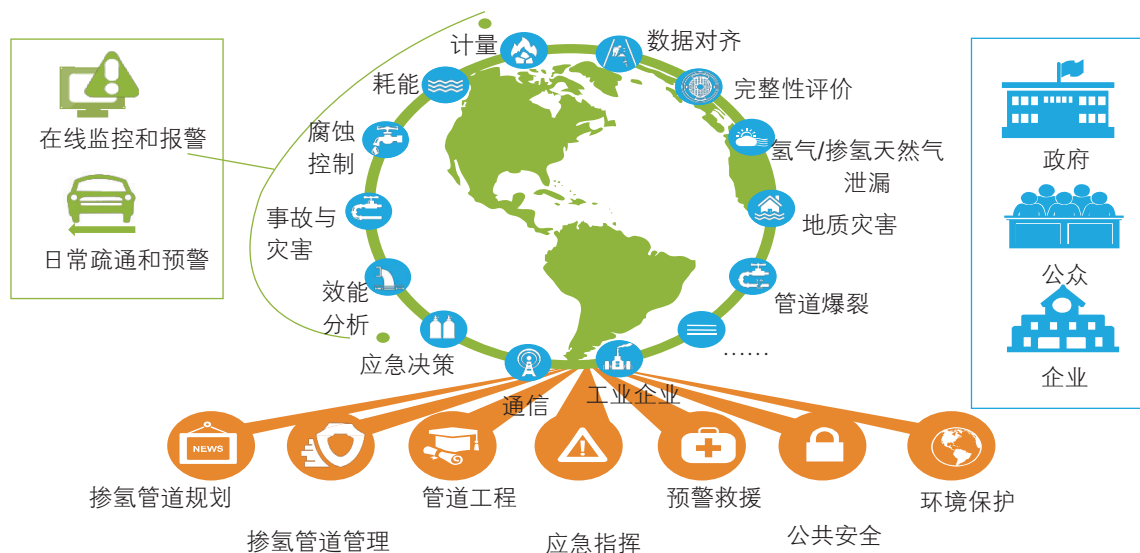 在线监控和报警
日常疏通和预警
计量
耗能
腐蚀
控制
事故与
灾害
效能
分析
应急决策
通信
数据对齐
完整性评价
氢气/掺氢天然气
泄漏
地质灾害
管道爆裂
……
工业企业
政府
公众
企业
NEWS
掺氢管道规划
掺氢管道管理
管道工程
应急指挥
预警救援
公共安全
环境保护